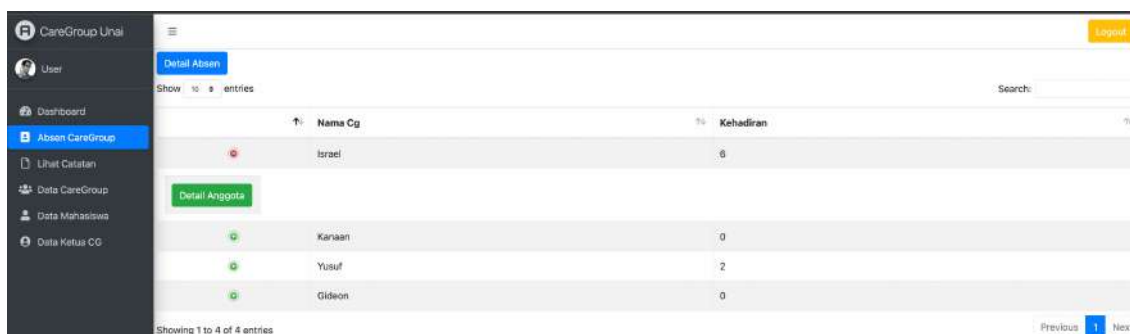 CareGroup Unai
Logout
User
Detail Absen
Show 10 entries
Search:
Dashboard
Absen CareGroup
Lihat Catatan
Data CareGroup
Data Mahasiswa
Data Ketua CG
Nama Cg Kehadiran
Israel 6
Detail Anggota
Kanaan 0
Yusuf 2
Gideon 0
Showing 1 to 4 of 4 entries
Previous 1 Nex